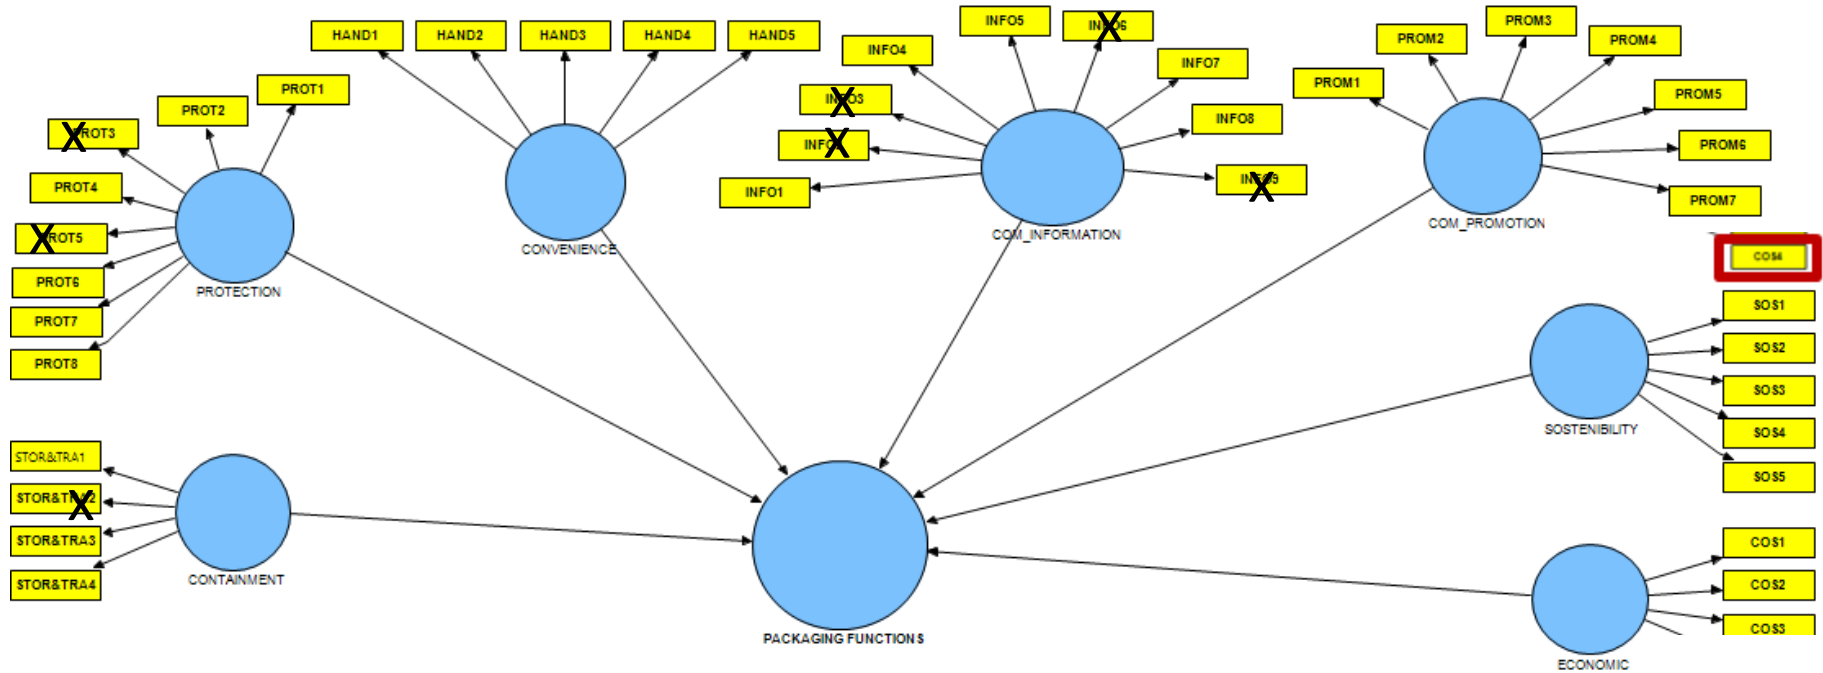 HAND1
HAND2
HAND3
HAND4
HAND5
INFO5
INFO4
INFO7
INFO8
INFO1
PROM3
PROM2
PROM4
PROM1
PROM5
PROM6
PROM7
COM_PROMOTION
COM_INFORMATION
CONVENIENCE
PROT1
PROT2
PROT4
PROT6
PROT7
PROT8
PROTECTION
COS4
SOS1
SOS2
SOS3
SOS4
SOS5
SOSTENIBILITY
STOR&TRA1
STOR&TRA3
STOR&TRA4
CONTAINMENT
PACKAGING FUNCTIONS
COS1
COS2
COS3
ECONOMIC
X
X
X
X
X
X
X